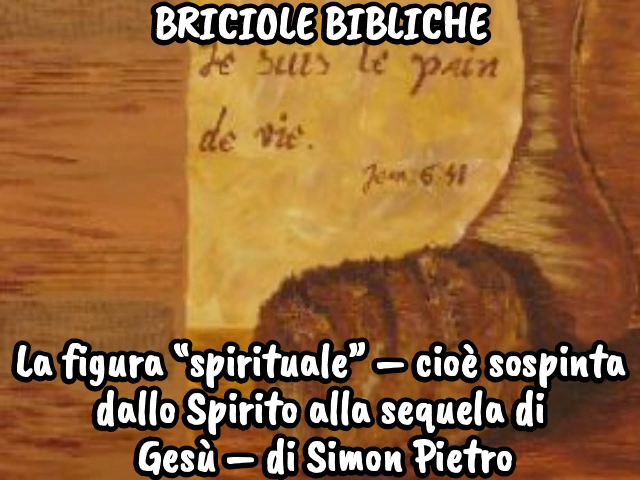 BRICIOLE BIBLICHE
Je suis le pain
de vie.
Jean 6.48
La figura “spirituale” – cioè sospinta
dallo Spirito alla sequela di
Gesù – di Simon Pietro